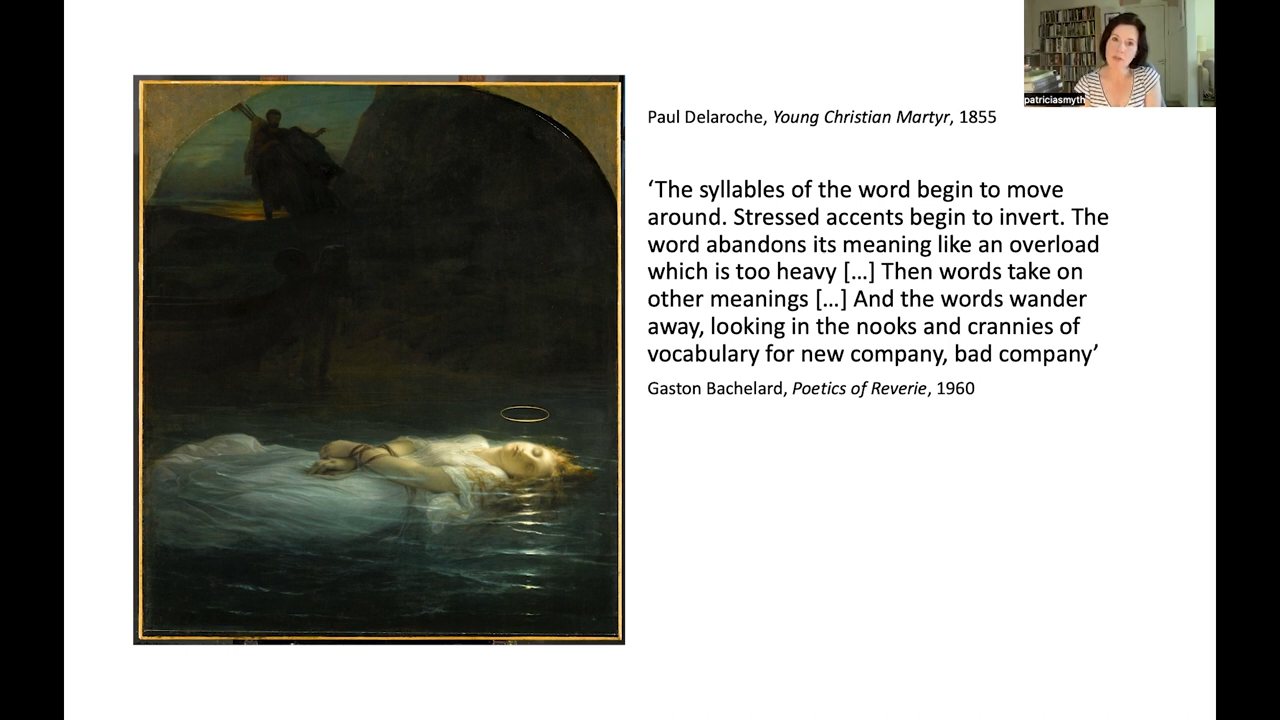 patriciasmyth
Paul Delaroche, Young Christian Martyr, 1855
‘The syllables of the word begin to move
around. Stressed accents begin to invert. The
word abandons its meaning like an overload
which is too heavy […] Then words take on
other meanings […] And the words wander
away, looking in the nooks and crannies of
vocabulary for new company, bad company’
Gaston Bachelard, Poetics of Reverie, 1960